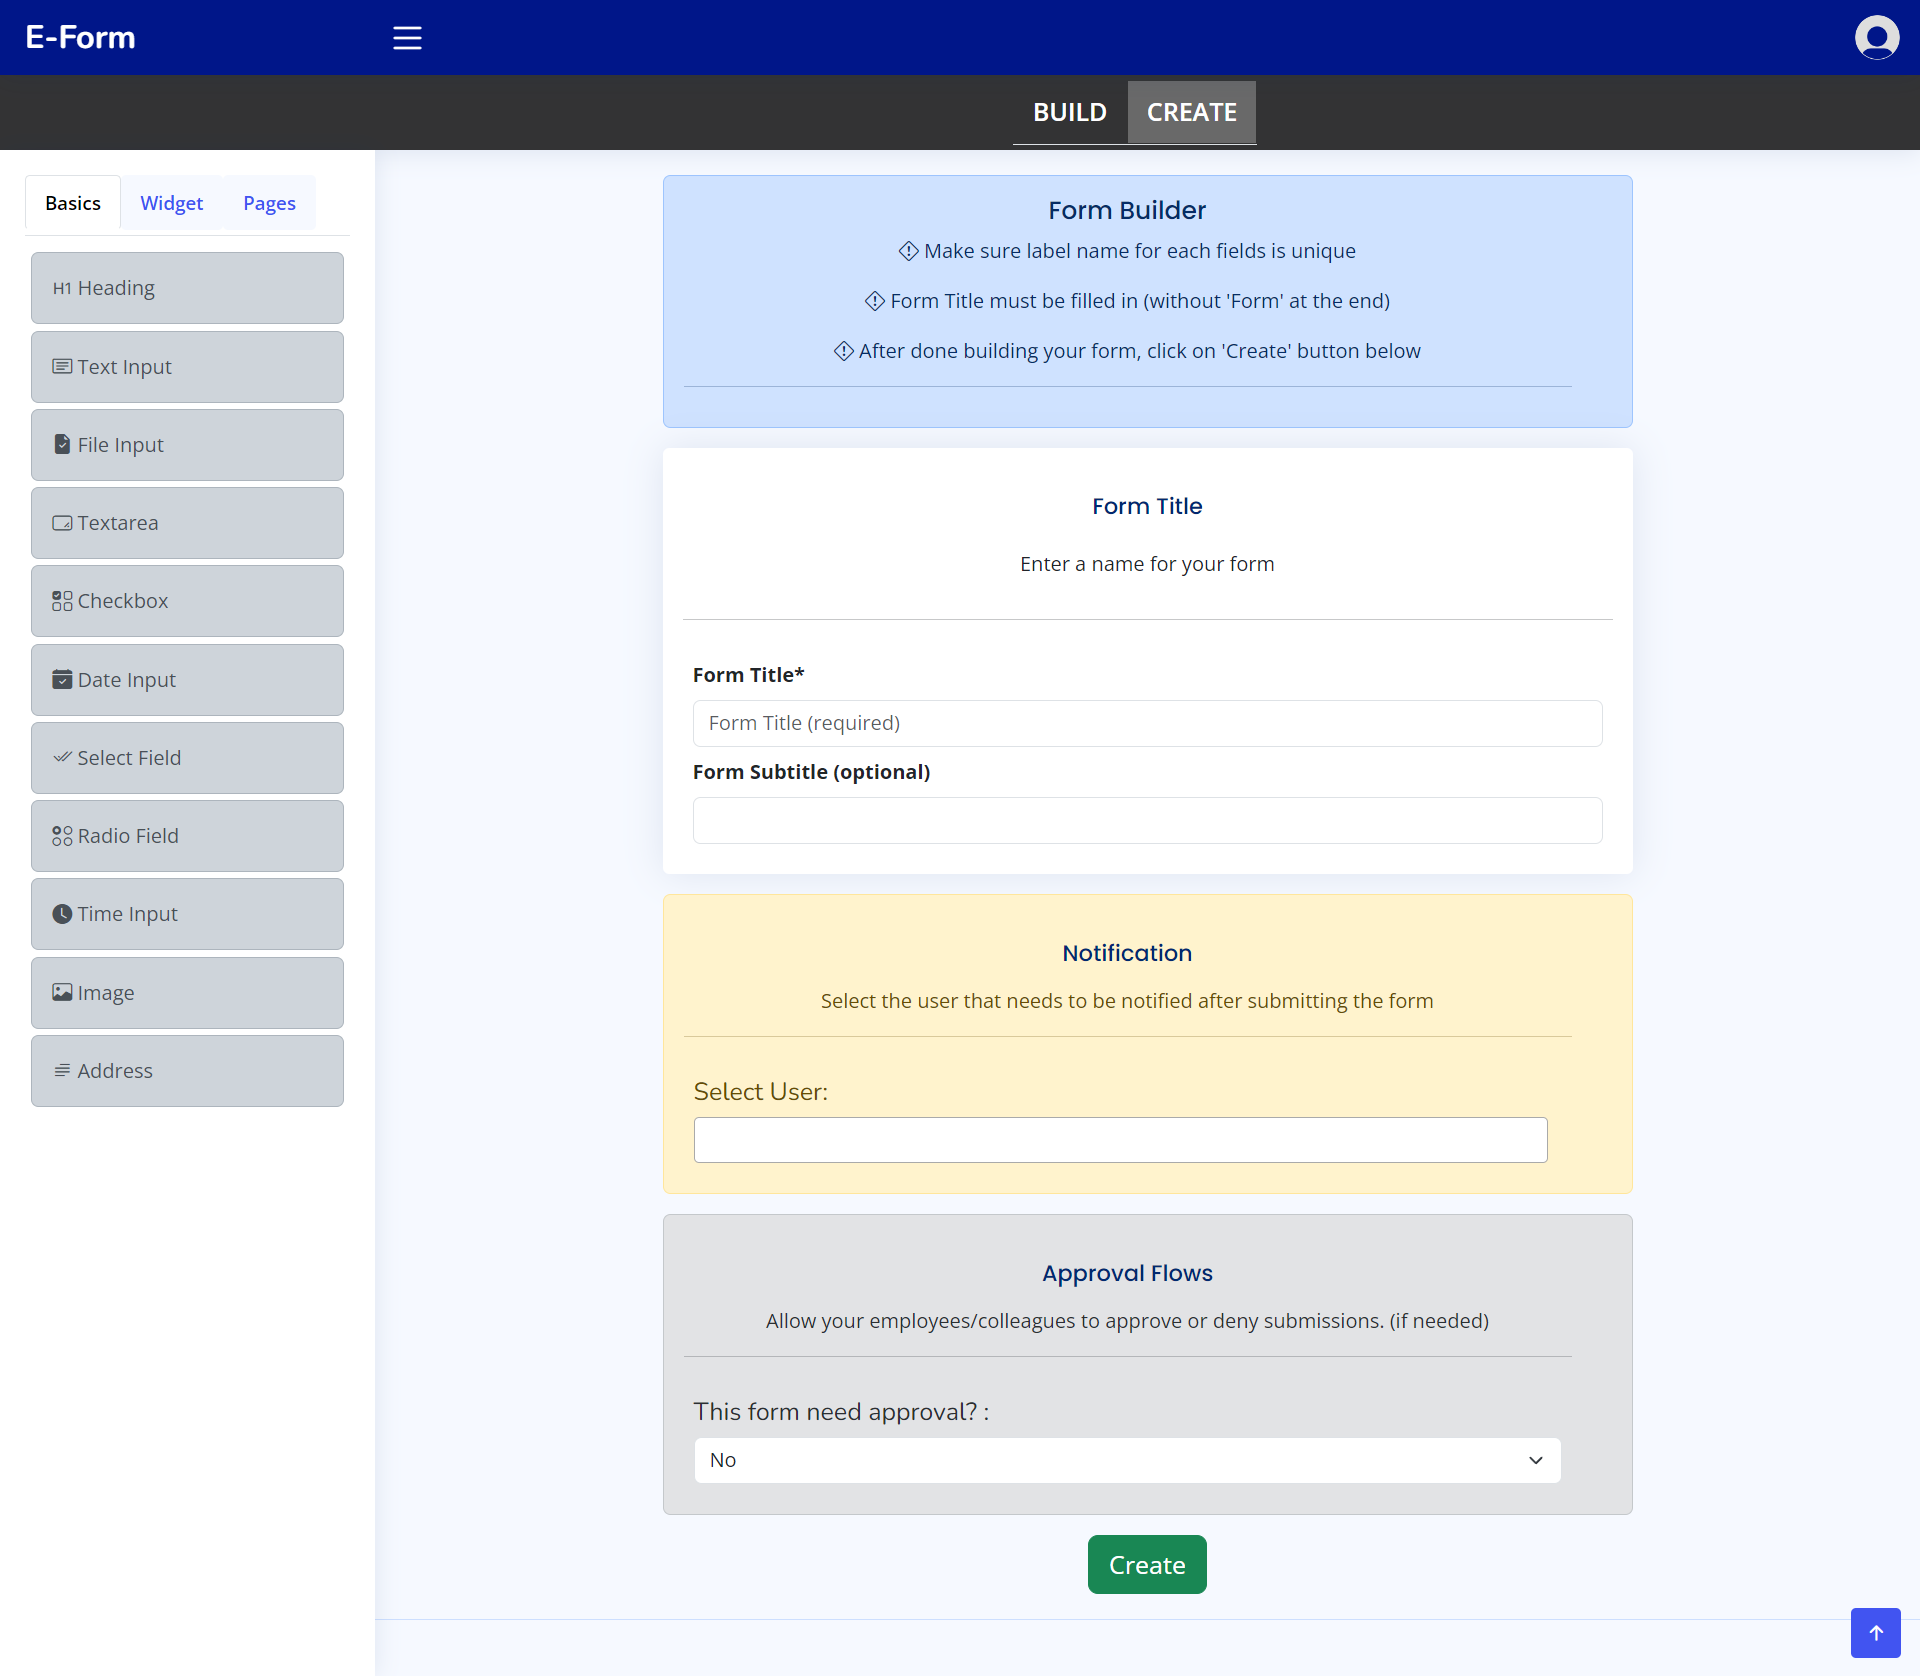 E-Form
BUILD CREATE
Basics Widget Pages
H1 Heading
Text Input
File Input
Textarea
Checkbox
Date Input
Select Field
Radio Field
Time Input
Image
Address
Form Builder
Make sure label name for each fields is unique
Form Title must be filled in (without 'Form' at the end)
After done building your form, click on 'Create' button below
Form Title
Enter a name for your form
Form Title*
Form Title (required)
Form Subtitle (optional)
Notification
Select the user that needs to be notified after submitting the form
Select User:
Approval Flows
Allow your employees/colleagues to approve or deny submissions. (if needed)
This form need approval? :
No
Create